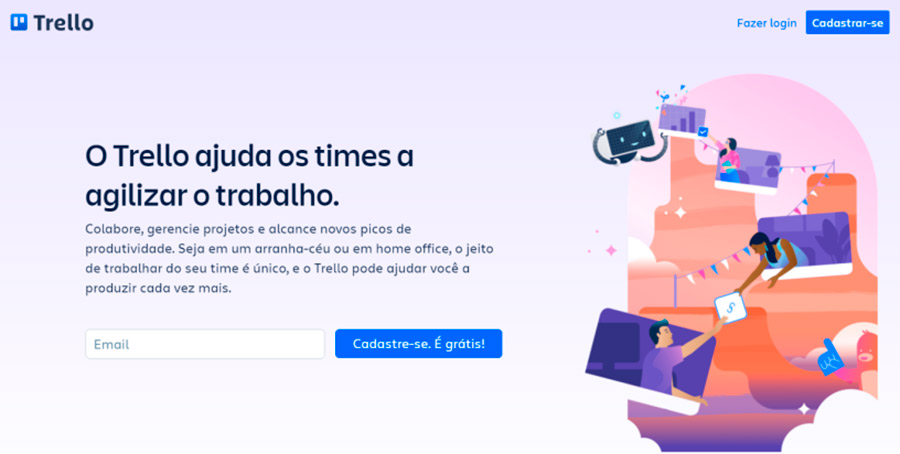 Trello
Fazer login
Cadastrar-se
O Trello ajuda os times a
agilizar o trabalho.
Colabore, gerencie projetos e alcance novos picos de
produtividade. Seja em um arranha-céu ou em home office, o jeito
de trabalhar do seu time é único, e o Trello pode ajudar você a
produzir cada vez mais.
Email
Cadastre-se. É grátis!